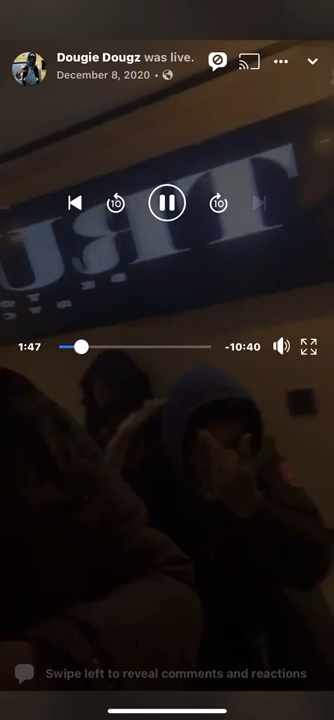 Dougie Dougz was live.
December 8, 2020 •
10
10
1:47
-10:40
Swipe left to reveal comments and reactions